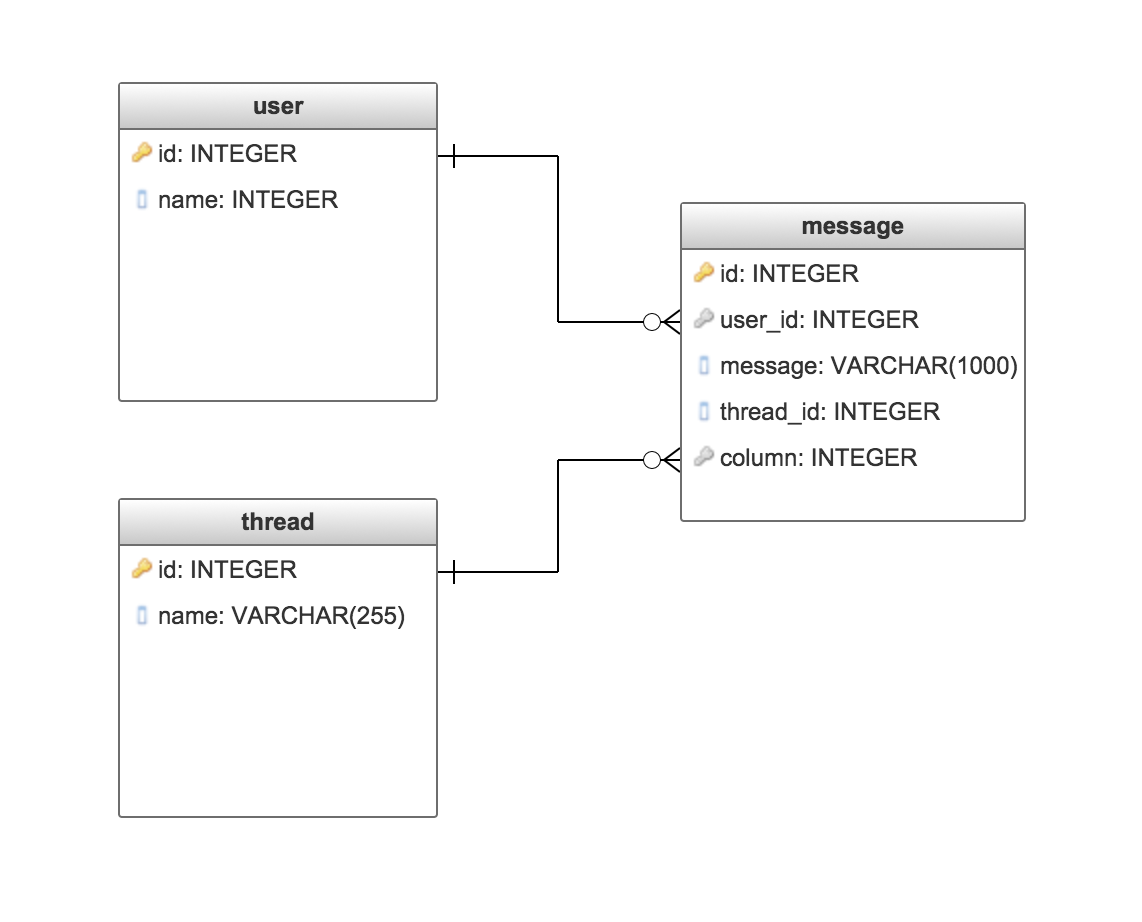 user
id: INTEGER
name: INTEGER
message
id: INTEGER
user_id: INTEGER
message: VARCHAR(1000)
thread_id: INTEGER
column: INTEGER
thread
id: INTEGER
name: VARCHAR(255)